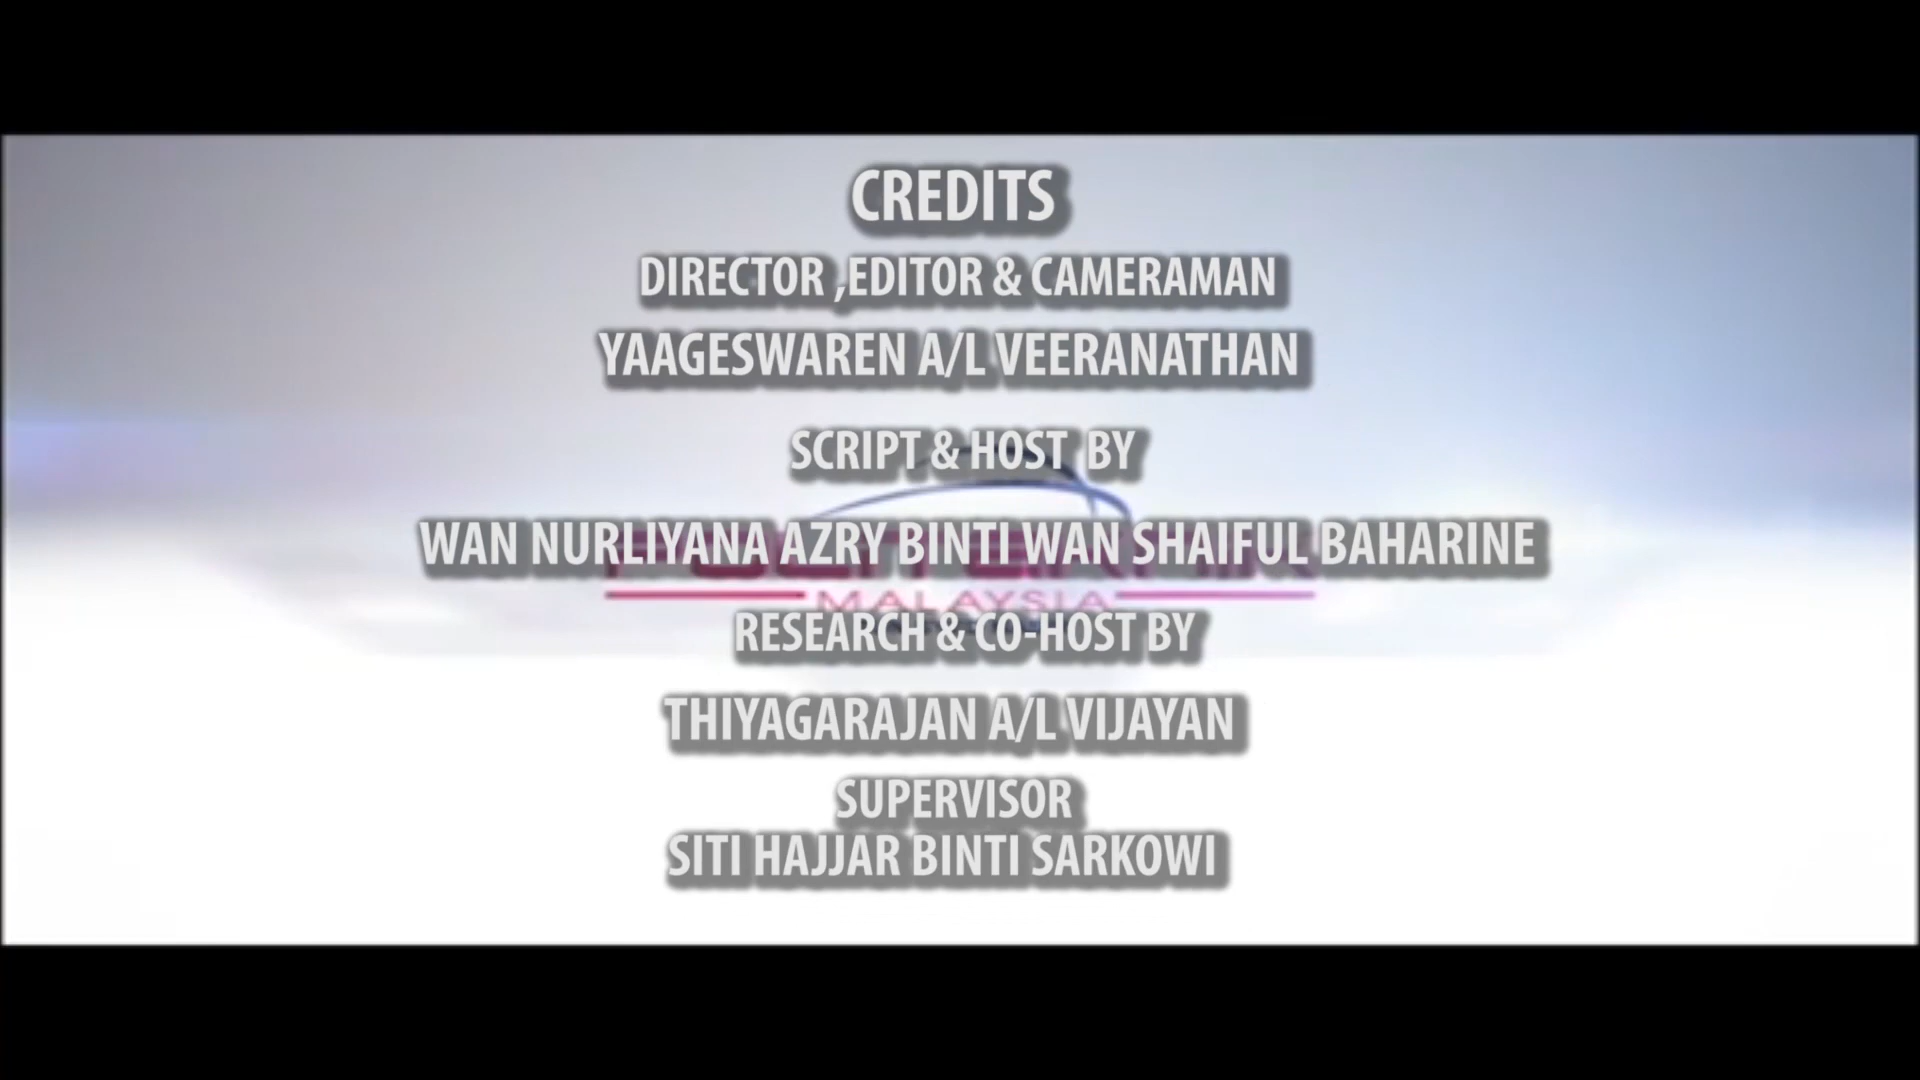 CREDITS
DIRECTOR ,EDITOR & CAMERAMAN
YAAGESWAREN A/L VEERANATHAN
SCRIPT & HOST BY
WAN NURLIYANA AZRY BINTI WAN SHAIFUL BAHARINE
MALAYSIA
RESEARCH & CO-HOST BY
THIYAGARAJAN A/L VIJAYAN
SUPERVISOR
SITI HAJJAR BINTI SARKOWI